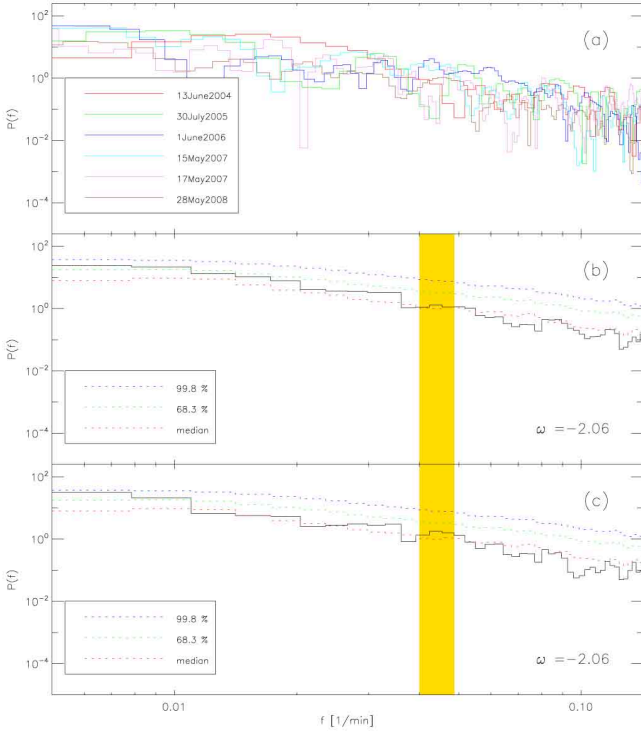 10²
(a)
10⁰
P(f)
13June2004
30July2005
1June2006
15May2007
17May2007
28May2008
10⁻²
10⁻⁴
10²
(b)
10⁰
P(f)
10⁻²
99.8 %
68.3 %
median
10⁻⁴
ω =-2.06
10²
(c)
10⁰
P(f)
10⁻²
99.8 %
68.3 %
median
10⁻⁴
ω =-2.06
0.01
0.10
f [1/min]